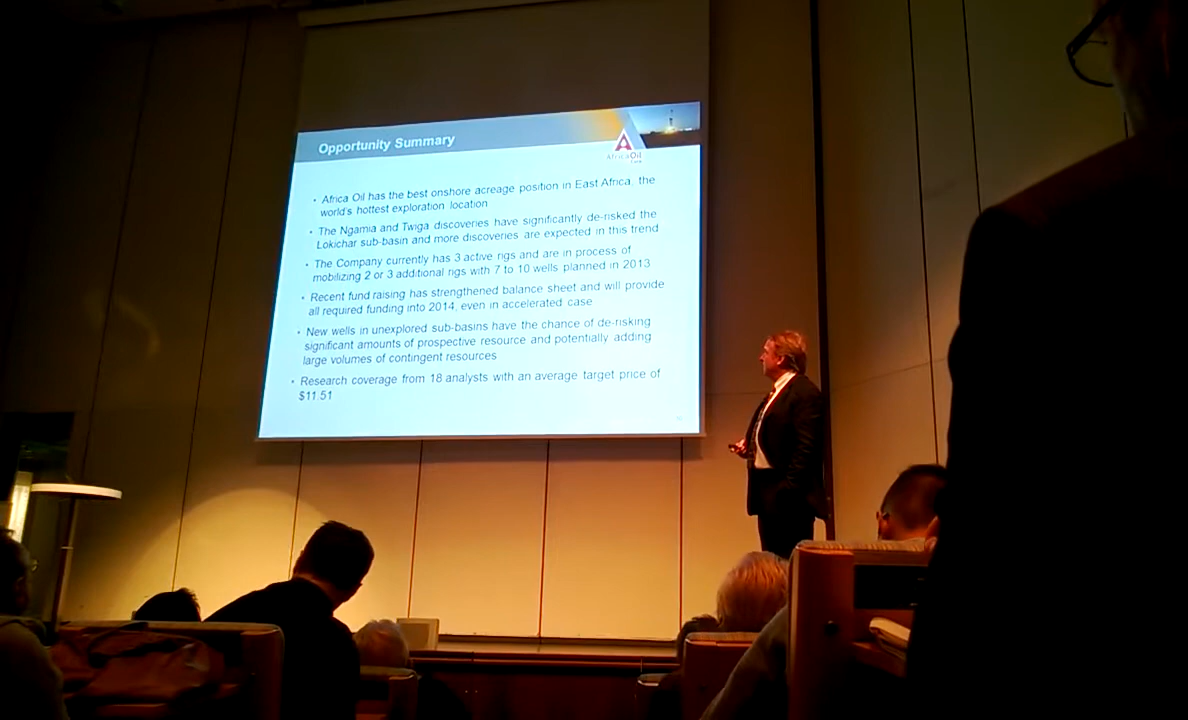 Opportunity Summary
AfricaOil
• Africa Oil has the best onshore acreage position in East Africa, the
world's hottest exploration location
• The Ngamia and Twiga discoveries have significantly de-risked the
Lokichar sub-basin and more discoveries are expected in this trend
• The Company currently has 3 active rigs and are in process of
mobilizing 2 or 3 additional rigs with 7 to 10 wells planned in 2013
• Recent fund raising has strengthened balance sheet and will provide
all required funding into 2014, even in accelerated case
• New wells in unexplored sub-basins have the chance of de-risking
significant amounts of prospective resource and potentially adding
large volumes of contingent resources
• Research coverage from 18 analysts with an average target price of
$11.51